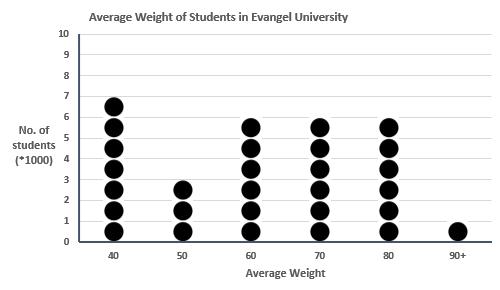 Average Weight of Students in Evangel University
10
9
8
7
6
5
4
3
2
1
0
No. of
students
(*1000)
40 50 60 70 80 90+
Average Weight